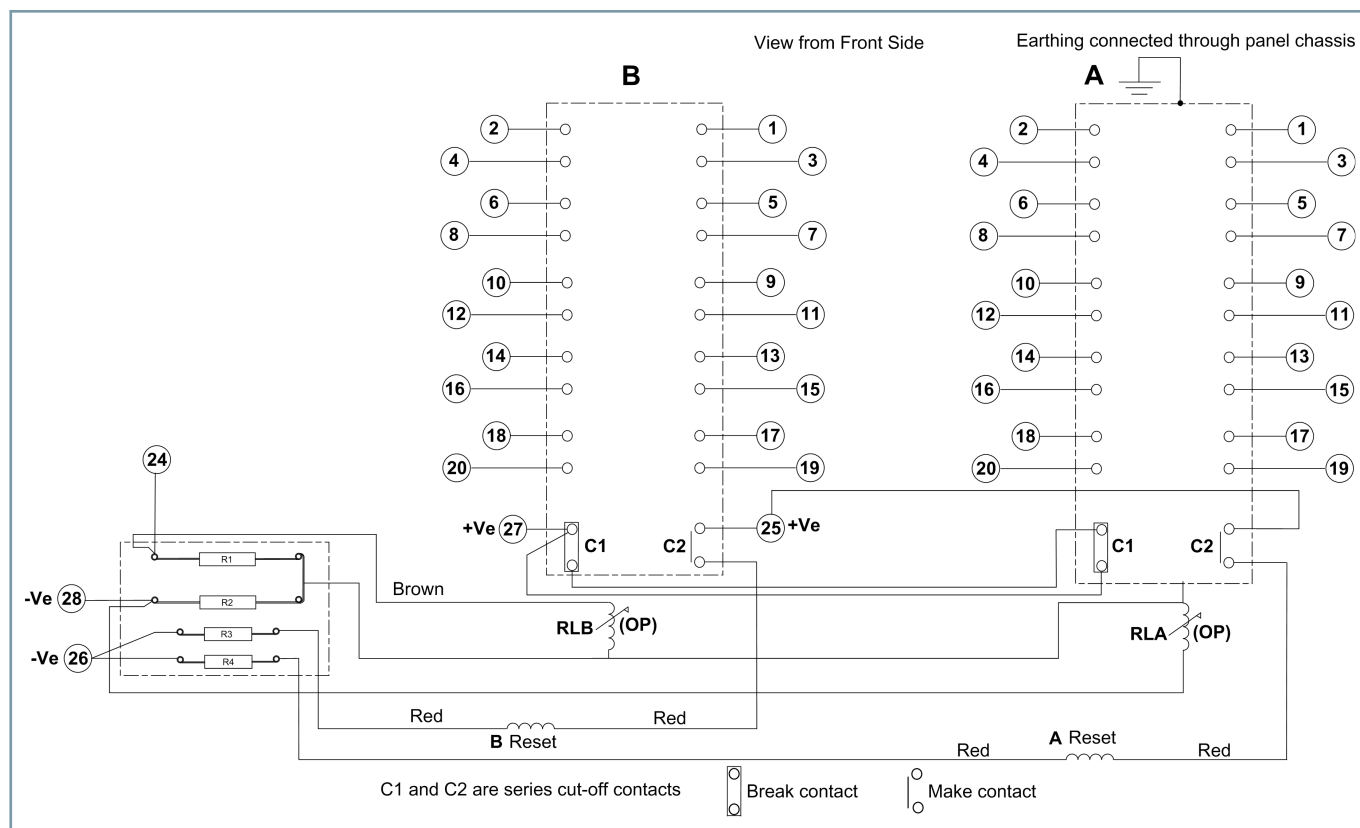 View from Front Side
Earthing connected through panel chassis
B
A
2 1 2 1
4 3 4 3
6 5 6 5
8 7 8 7
10 9 10 9
12 11 12 11
14 13 14 13
16 15 16 15
18 17 18 17
20 19 20 19
24
+Ve 27 C1 C2 25 +Ve C1 C2
R1
Brown
-Ve 28 R2
RLB (OP) RLA (OP)
R3
-Ve 26
R4
Red Red
B Reset
A Reset
Red Red
C1 and C2 are series cut-off contacts
Break contact
Make contact